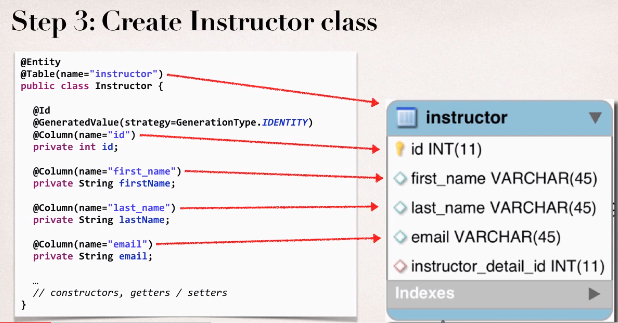 Step 3: Create Instructor class
@Entity
@Table(name="instructor")
public class Instructor {
@Id
@GeneratedValue(strategy=GenerationType.IDENTITY)
@Column(name="id")
private int id;
@Column(name="first_name")
private String firstName;
@Column(name="last_name")
private String lastName;
@Column(name="email")
private String email;
…
// constructors, getters / setters
}
instructor
id INT(11)
first_name VARCHAR(45)
last_name VARCHAR(45)
email VARCHAR(45)
instructor_detail_id INT(11)
Indexes